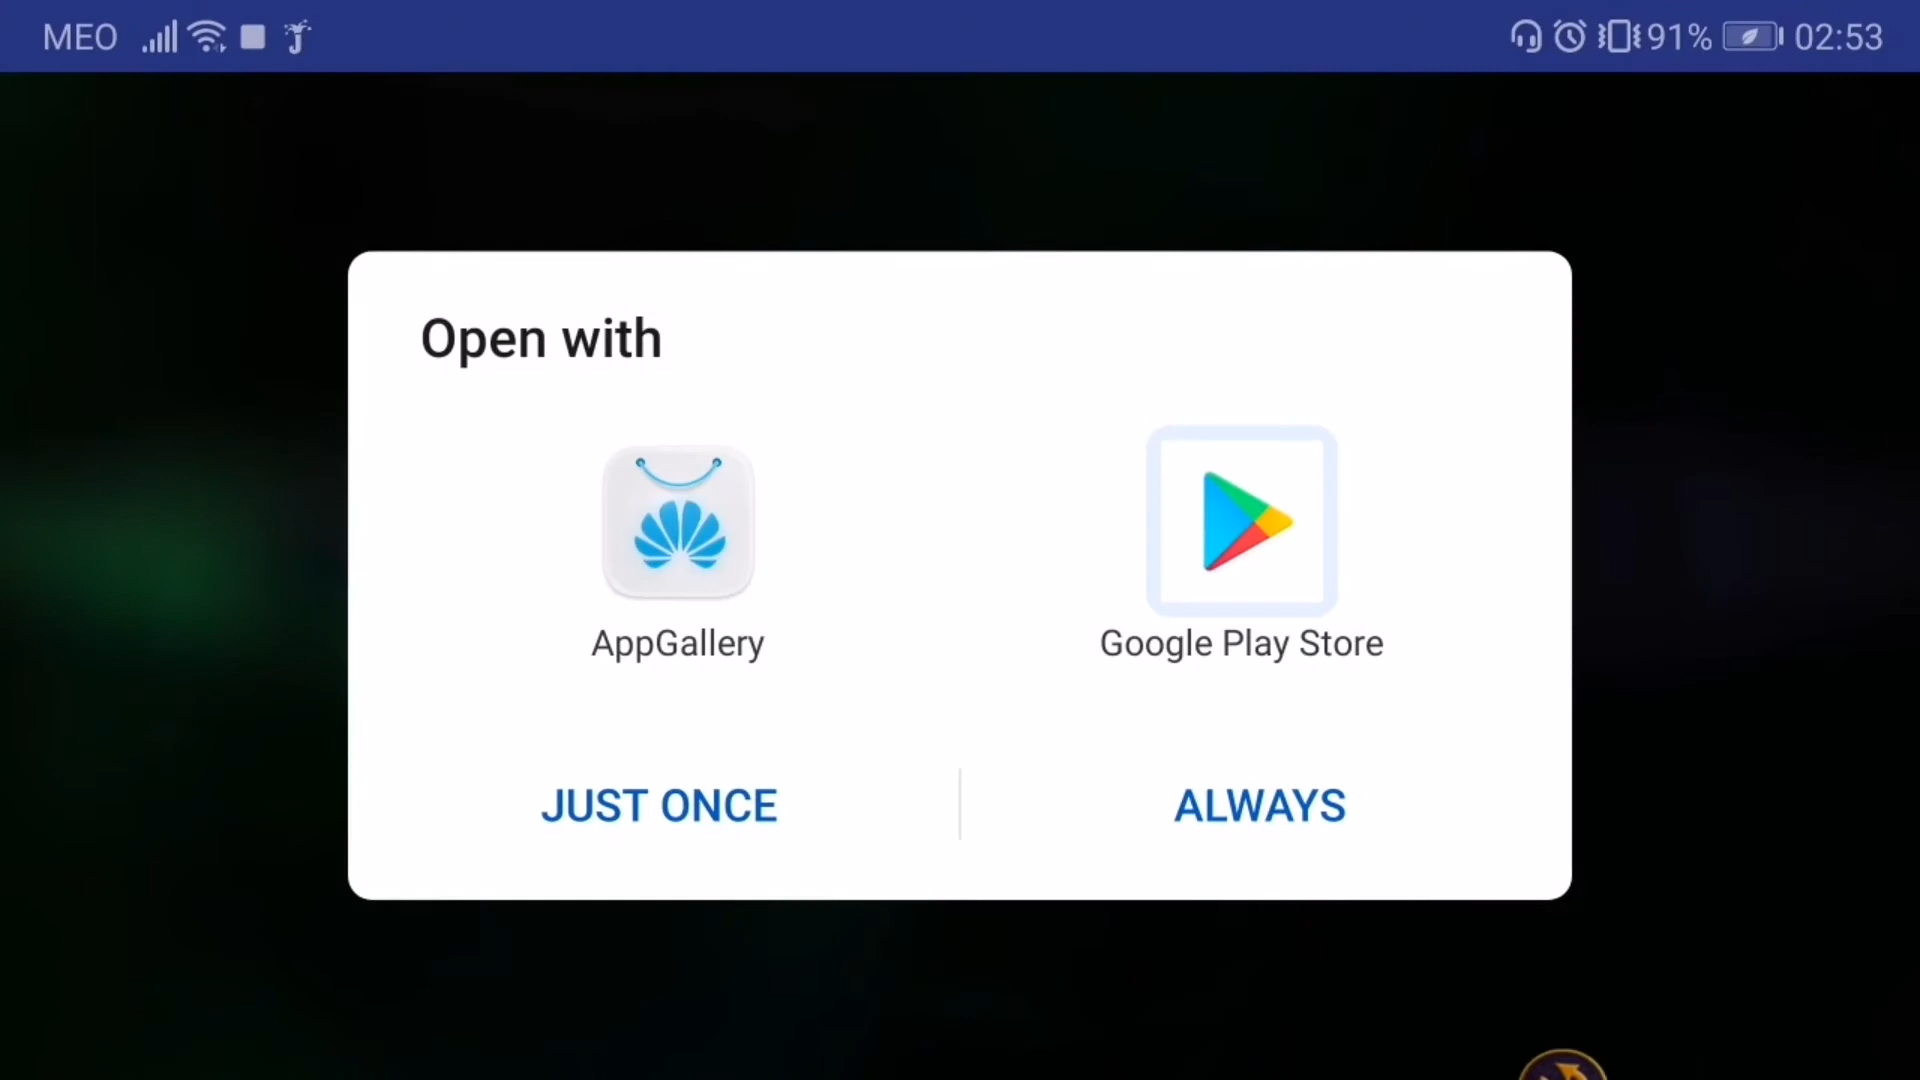 MEO 91% 02:53
Open with
AppGallery Google Play Store
JUST ONCE ALWAYS